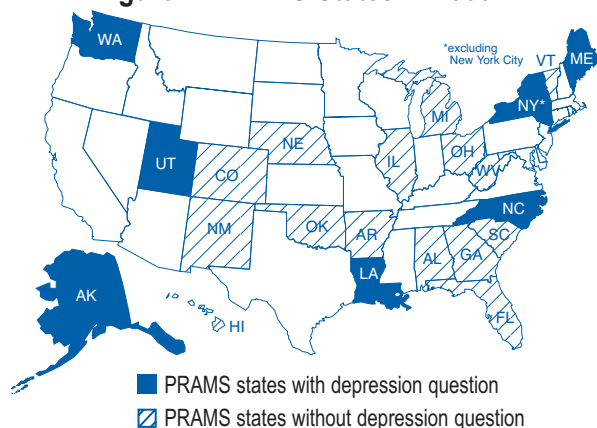 WA
*excluding
New York City
VT
ME
NY*
MI
NE
IL
OH
UT
CO
WV
NC
NM
OK
AR
SC
AL
GA
LA
AK
FL
HI
PRAMS states with depression question
PRAMS states without depression question